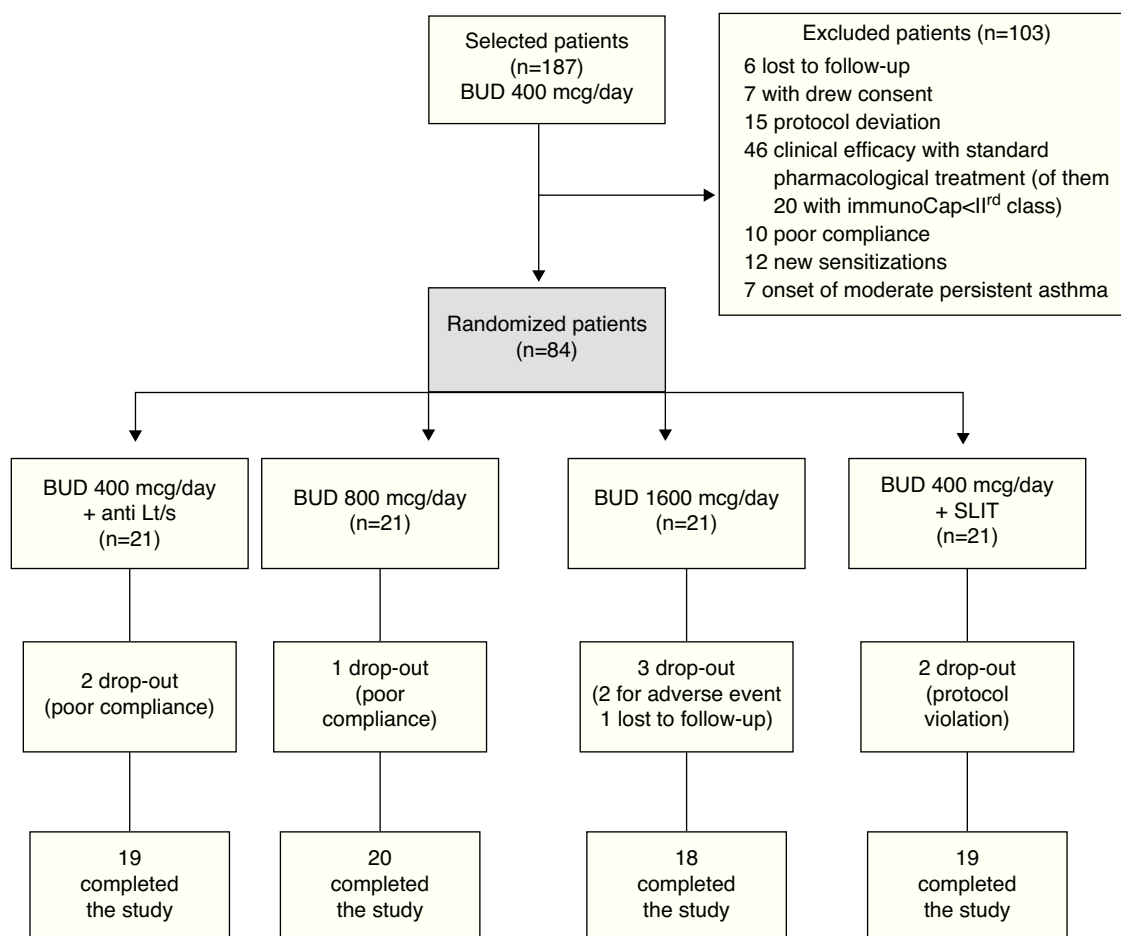 Selected patients
(n=187)
BUD 400 mcg/day
Excluded patients (n=103)
6 lost to follow-up
7 with drew consent
15 protocol deviation
46 clinical efficacy with standard
pharmacological treatment (of them
20 with immunoCap<II^rd class)
10 poor compliance
12 new sensitizations
7 onset of moderate persistent asthma
Randomized patients
(n=84)
BUD 400 mcg/day
+ anti Lt/s
(n=21)
BUD 800 mcg/day
(n=21)
BUD 1600 mcg/day
(n=21)
BUD 400 mcg/day
+ SLIT
(n=21)
2 drop-out
(poor compliance)
1 drop-out
(poor
compliance)
3 drop-out
(2 for adverse event
1 lost to follow-up)
2 drop-out
(protocol
violation)
19
completed
the study
20
completed
the study
18
completed
the study
19
completed
the study